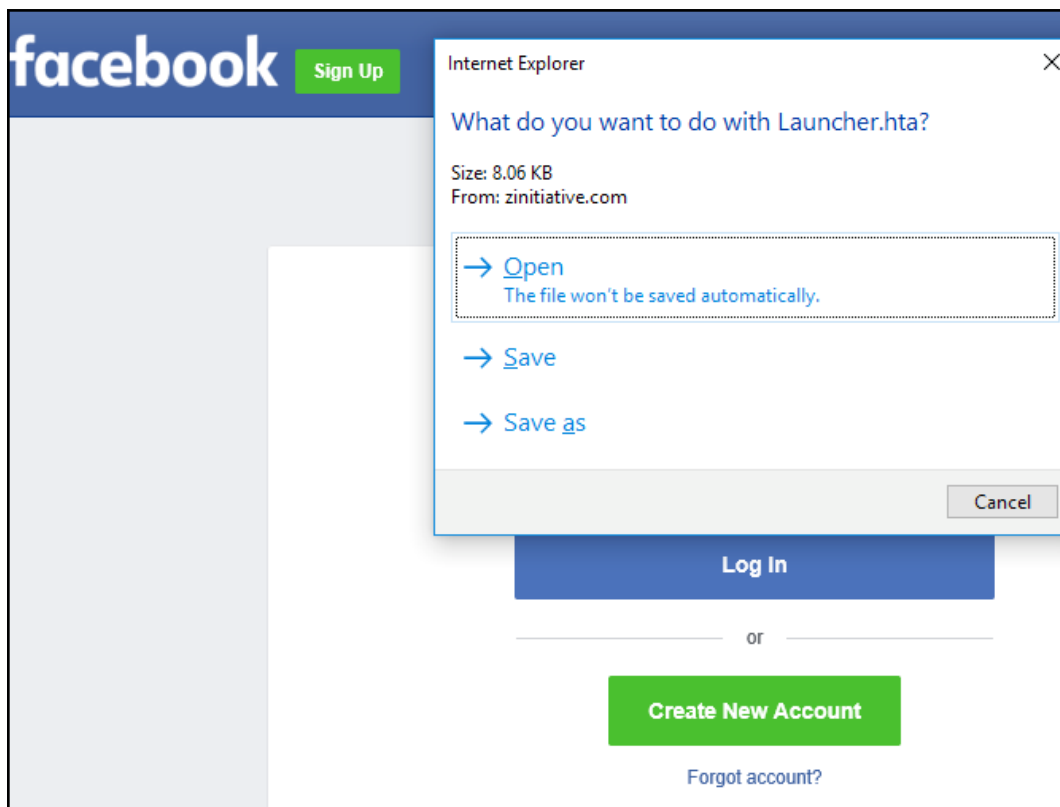 facebook
Sign Up
Internet Explorer
What do you want to do with Launcher.hta?
Size: 8.06 KB
From: zinitiative.com
Open
The file won't be saved automatically.
Save
Save as
Cancel
Log In
or
Create New Account
Forgot account?